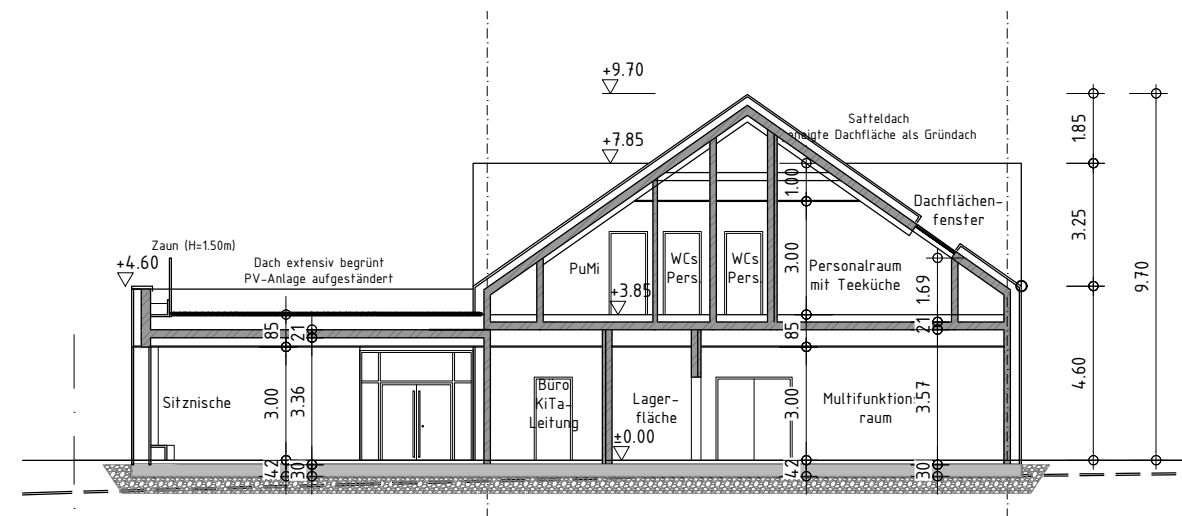 +9.70
Satteldach
eneigte Dachfläche als Gründach
+7.85
1.85
1.00
Dachflächen-
fenster
3.25
Zaun (H=1.50m)
+4.60
Dach extensiv begrünt
PV-Anlage aufgeständert
PuMi
WCs
Pers.
WCs
Pers.
3.00
Personalraum
mit Teeküche
1.69
9.70
+3.85
85
21
85
21
4.60
Sitznische
3.00
3.36
Büro
KiTa-
Leitung
Lager-
fläche
3.00
Multifunktion
raum
3.57
±0.00
42
30
42
30